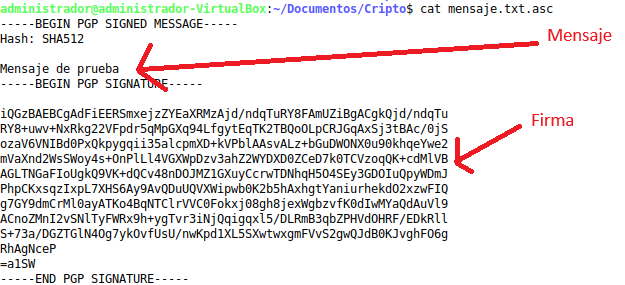 administrador@administrador-VirtualBox:~/Documentos/Cripto$ cat mensaje.txt.asc
-----BEGIN PGP SIGNED MESSAGE-----
Hash: SHA512
Mensaje
Mensaje de prueba
-----BEGIN PGP SIGNATURE-----
iQGzBAEBCgAdFiEERSmxejzZYEaXRMzAjd/ndqTuRY8FAmUZiBgACgkQjd/ndqTu
RY8+uwv+NxRkg22VFpdr5qMpGXq94LfgytEqTK2TBQoOLpCRJGqAxSj3tBAc/0jS
ozaV6VNIBd0PxQkpygqii35alcpmXD+kVPblAAsvALz+bGuDWONX0u90khqeYwe2
mVaXnd2WsSWoy4s+OnPlLl4VGXWpDzv3ahZ2WYDXD0ZCeD7k0TCVzoqQK+cdMlVB
AGLTNGaFIoUgkQ9VK+dQCv48nDOJMZ1GXuyCcrwTDNhqH5O4SEy3GDOIuQpyWDmJ
PhpCKxsqzIxpL7XHS6Ay9AvQDuUQVXWipwb0K2b5hAxhgtYaniurhekdO2xzwFIQ
g7GY9dmCrMl0ayATKo4BqNTClrVVC0Fokxj08gh8jexWgbzvfK0dIwMYaQdAuVl9
ACnoZMnI2vSNlTyFWRx9h+ygTvr3iNjQqigqxl5/DLRmB3qbZPHVdOHRF/EDkRll
S+73a/DGZTGlN4Og7ykOvfUsU/nwKpd1XL5SXwtwxgmFVvS2gwQJdB0KJvghFO6g
RhAgNceP
=a1SW
-----END PGP SIGNATURE-----
Firma